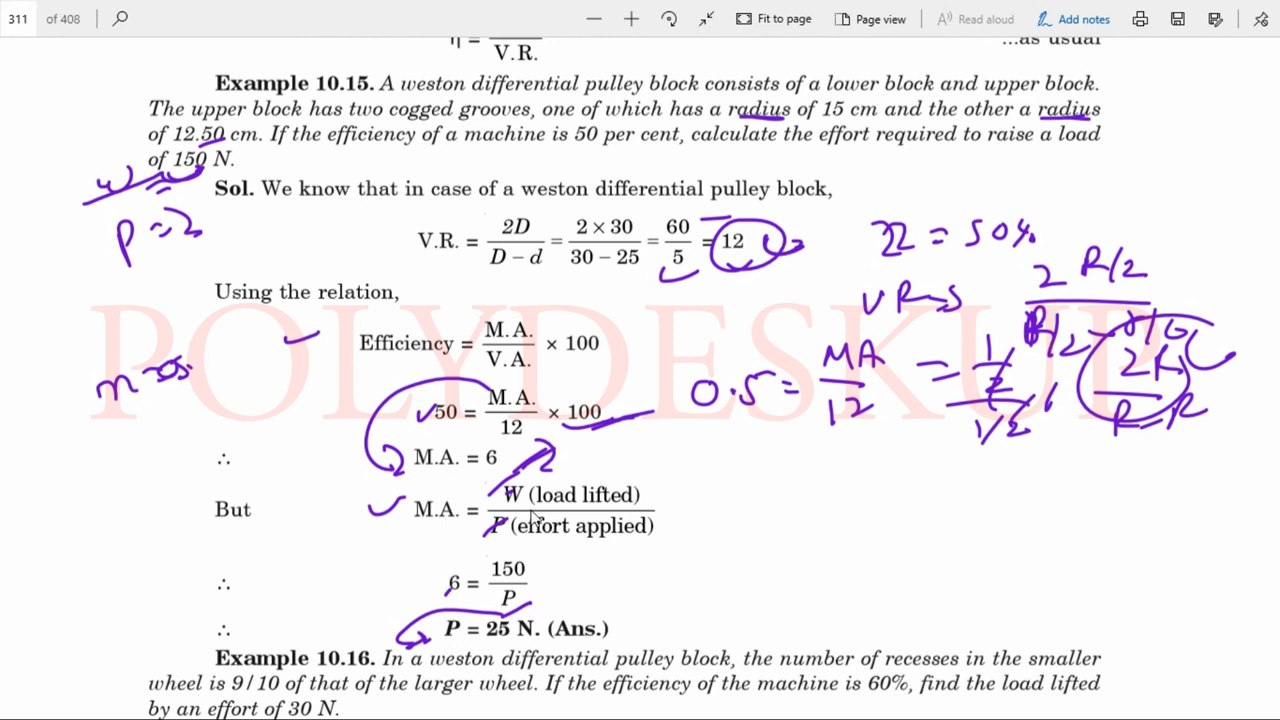 311 of 408 Fit to page Page view Read aloud Add notes
V.R. ...as usual
Example 10.15. A weston differential pulley block consists of a lower block and upper block.
The upper block has two cogged grooves, one of which has a radius of 15 cm and the other a radius
of 12.50 cm. If the efficiency of a machine is 50 per cent, calculate the effort required to raise a load
of 150 N.
Sol. We know that in case of a weston differential pulley block,
V.R. = 2D / D – d = 2 × 30 / 30 – 25 = 60 / 5 = 12
η = 50%
Using the relation,
Efficiency = M.A. / V.A. × 100
50 = M.A. / 12 × 100
0.5 = MA / 12
∴ M.A. = 6
But M.A. = W (load lifted) / P (effort applied)
∴ 6 = 150 / P
∴ P = 25 N. (Ans.)
Example 10.16. In a weston differential pulley block, the number of recesses in the smaller
wheel is 9/10 of that of the larger wheel. If the efficiency of the machine is 60%, find the load lifted
by an effort of 30 N.
POLYDESKUP